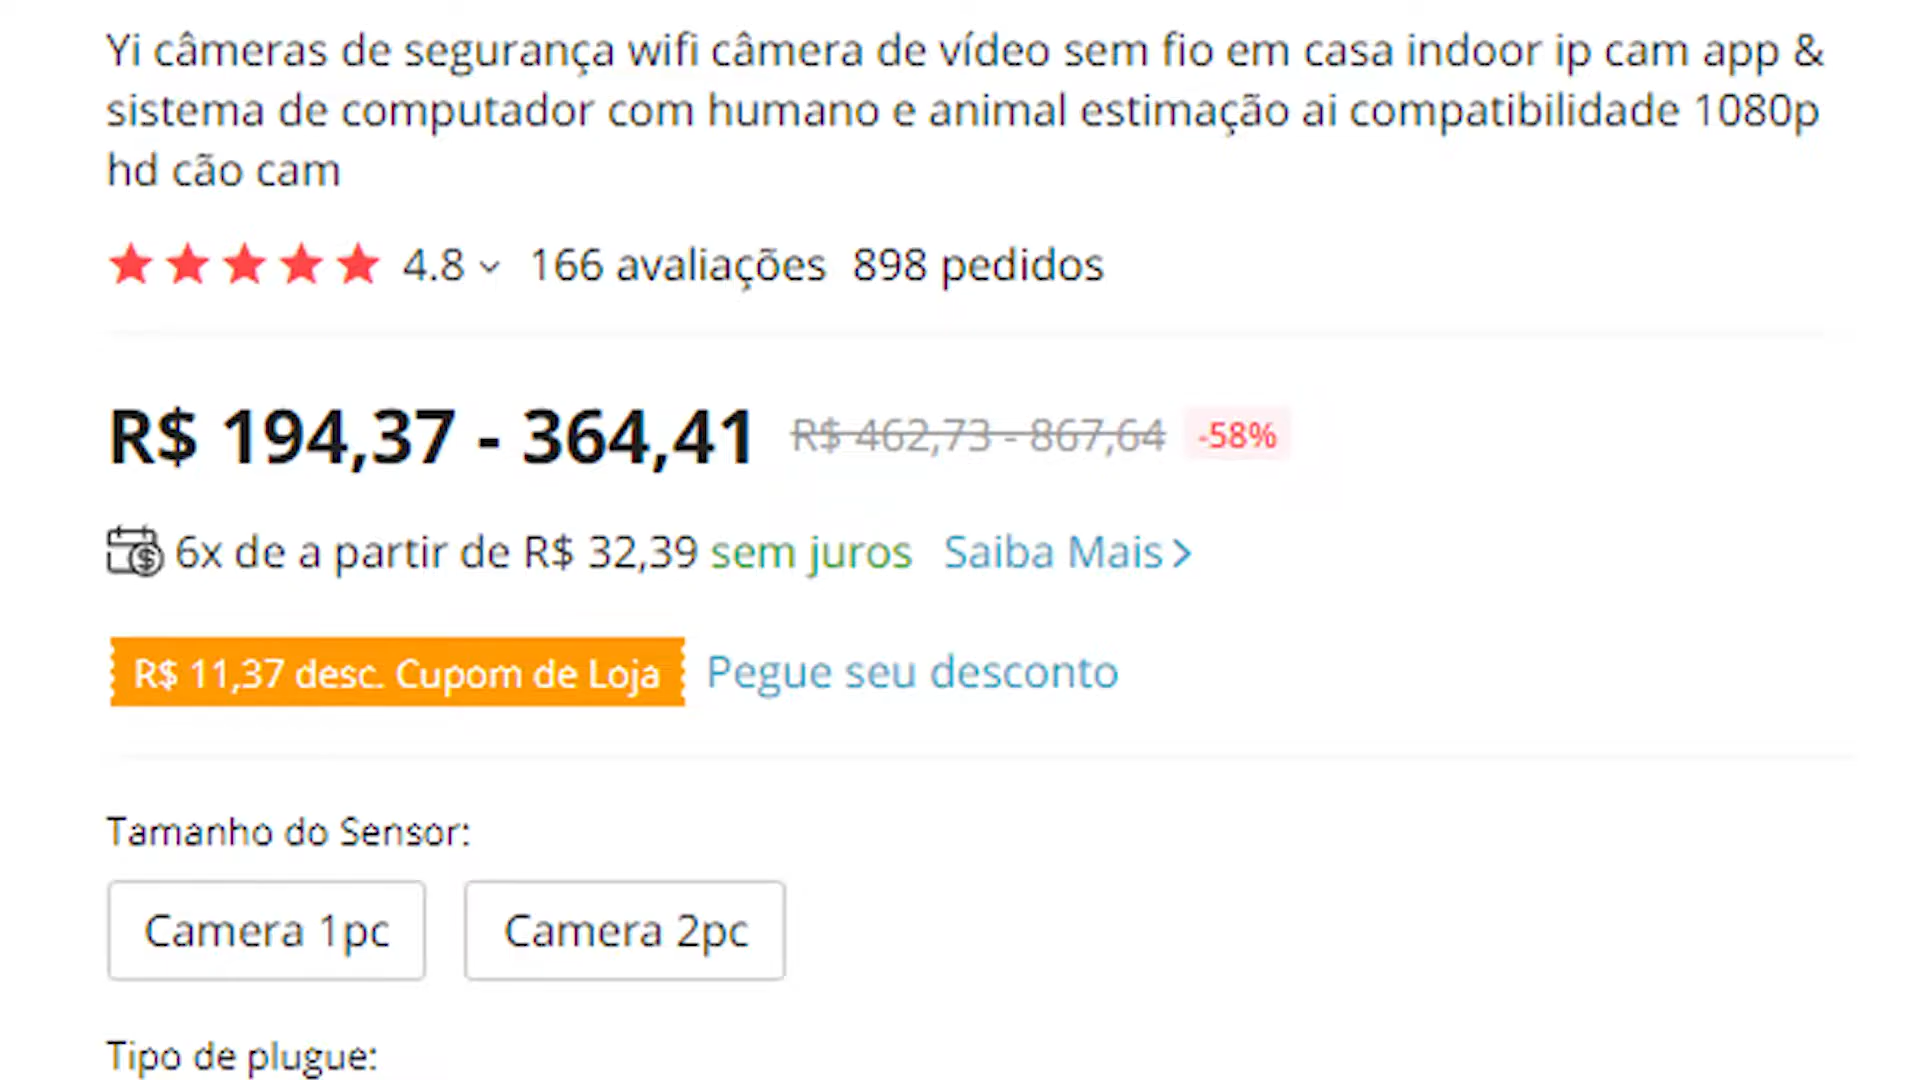 Yi câmeras de segurança wifi câmera de vídeo sem fio em casa indoor ip cam app &
sistema de computador com humano e animal estimação ai compatibilidade 1080p
hd cão cam
4.8 166 avaliações 898 pedidos
R$ 194,37 - 364,41 R$ 462,73 - 867,64 -58%
6x de a partir de R$ 32,39 sem juros Saiba Mais
R$ 11,37 desc. Cupom de Loja Pegue seu desconto
Tamanho do Sensor:
Camera 1pc Camera 2pc
Tipo de plugue: